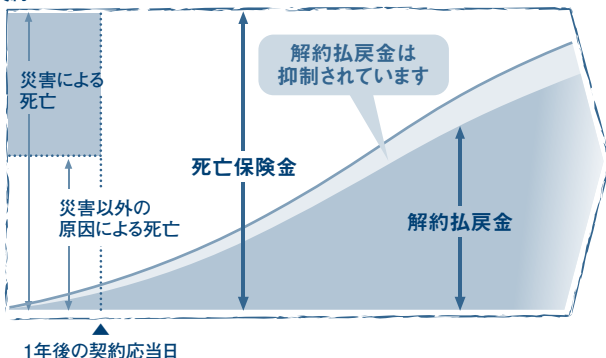 災害による
死亡
解約払戻金は
抑制されています
死亡保険金
災害以外の
原因による死亡
解約払戻金
1年後の契約応当日